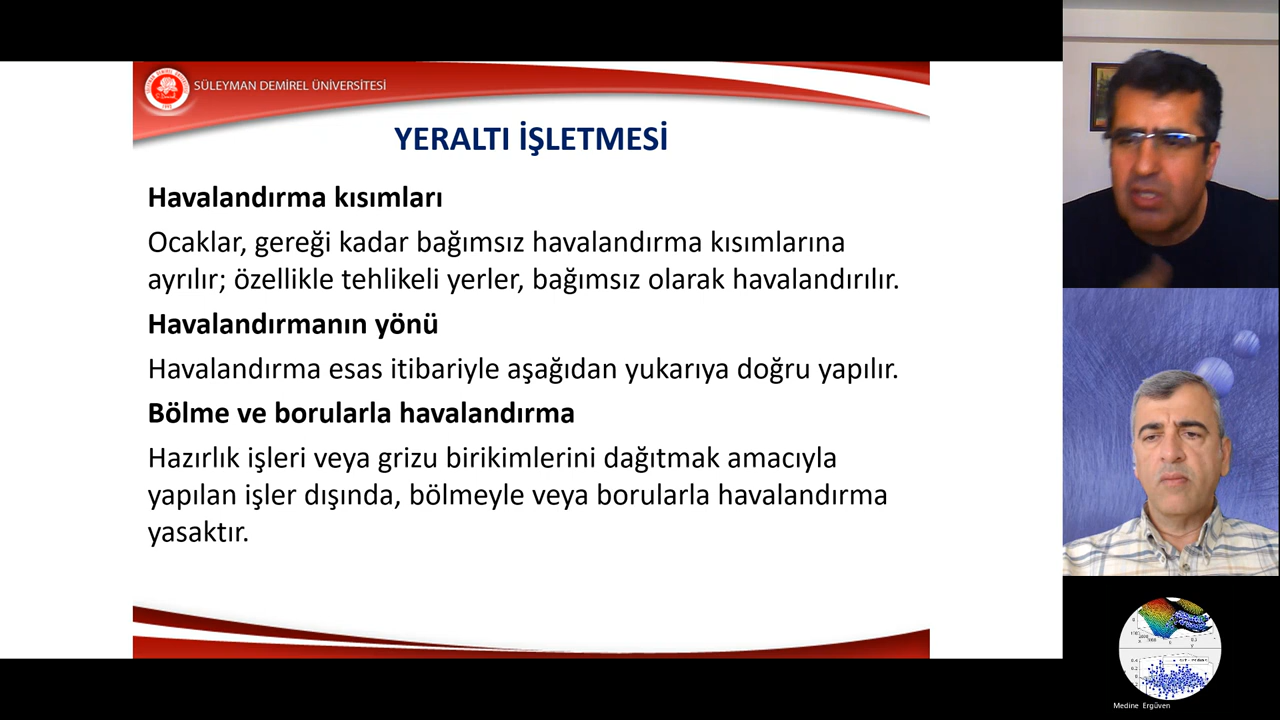 SÜLEYMAN DEMİREL ÜNİVERSİTESİ
YERALTI İŞLETMESİ
Havalandırma kısımları
Ocaklar, gereği kadar bağımsız havalandırma kısımlarına
ayrılır; özellikle tehlikeli yerler, bağımsız olarak havalandırılır.
Havalandırmanın yönü
Havalandırma esas itibariyle aşağıdan yukarıya doğru yapılır.
Bölme ve borularla havalandırma
Hazırlık işleri veya grizu birikimlerini dağıtmak amacıyla
yapılan işler dışında, bölmeyle veya borularla havalandırma
yasaktır.
Medine Ergüven